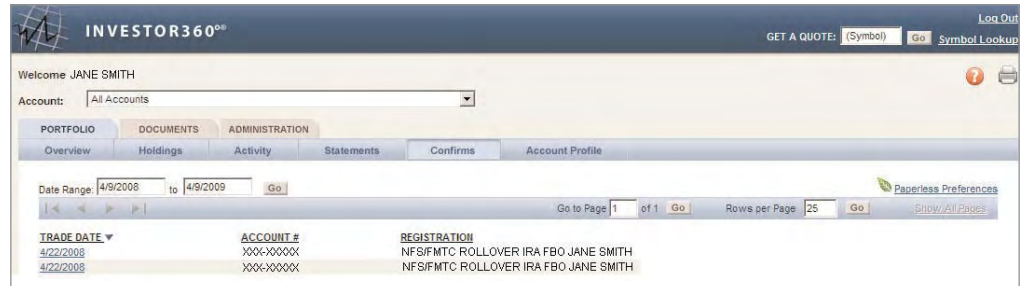 Log Out
INVESTOR360°®
GET A QUOTE: (Symbol) Go Symbol Lookup
Welcome JANE SMITH
Account: All Accounts
PORTFOLIO DOCUMENTS ADMINISTRATION
Overview Holdings Activity Statements Confirms Account Profile
Date Range: 4/9/2008 to 4/9/2009 Go
Paperless Preferences
Go to Page 1 of 1 Go Rows per Page 25 Go Show All Pages
TRADE DATE ACCOUNT # REGISTRATION
4/22/2008 XXX-XXXXX NFS/FMTC ROLLOVER IRA FBO JANE SMITH
4/22/2008 XXX-XXXXX NFS/FMTC ROLLOVER IRA FBO JANE SMITH